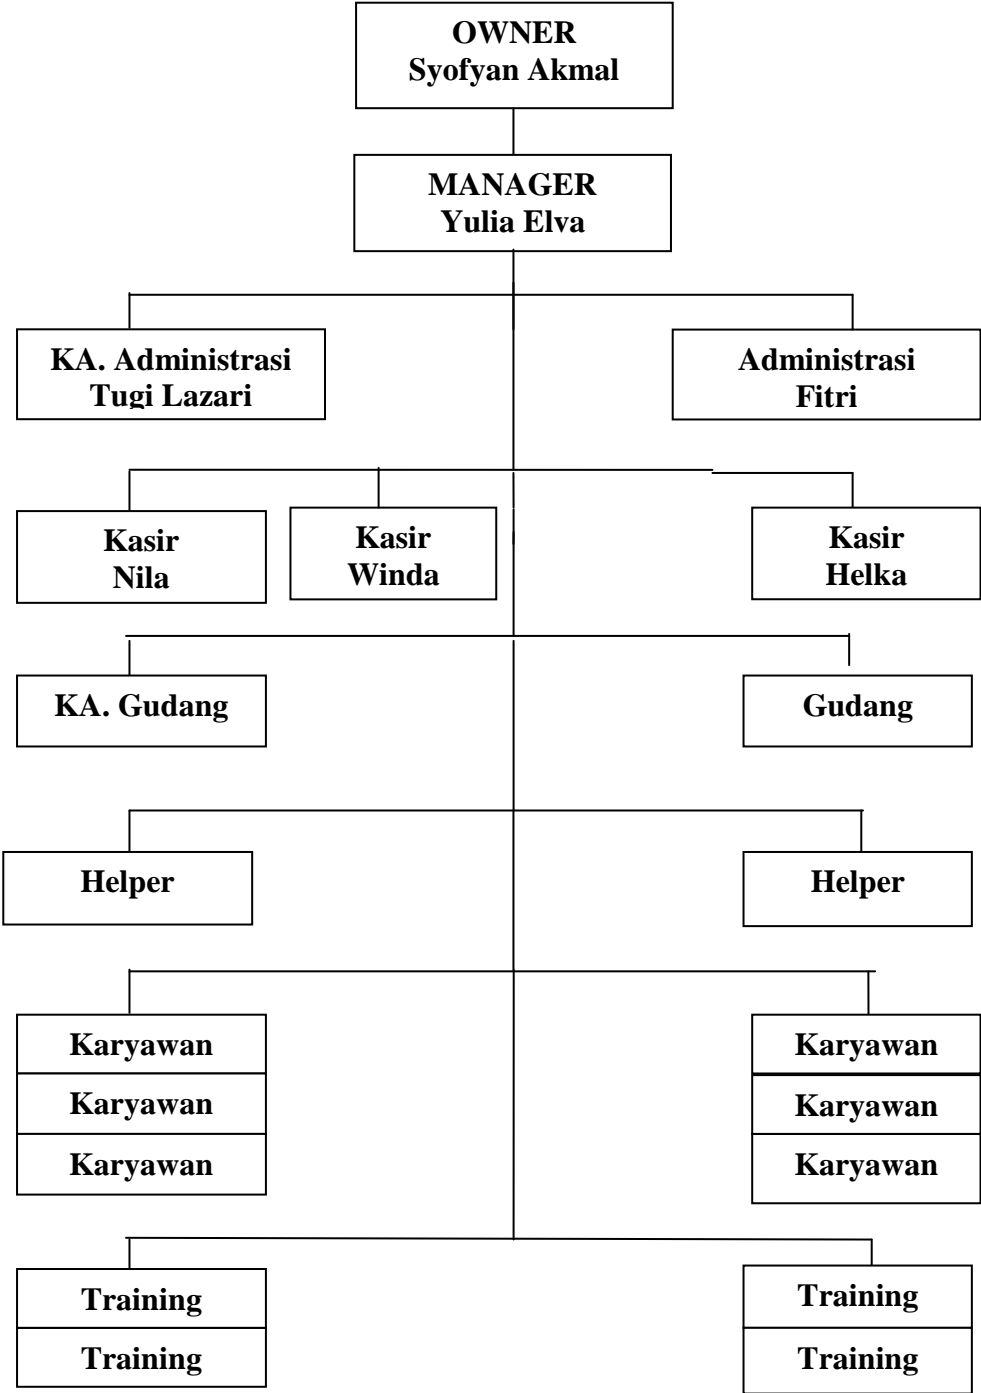 OWNER
Syofyan Akmal
MANAGER
Yulia Elva
KA. Administrasi
Tugi Lazari
Administrasi
Fitri
Kasir
Nila
Kasir
Winda
Kasir
Helka
KA. Gudang
Gudang
Helper
Helper
Karyawan
Karyawan
Karyawan
Karyawan
Karyawan
Karyawan
Training
Training
Training
Training